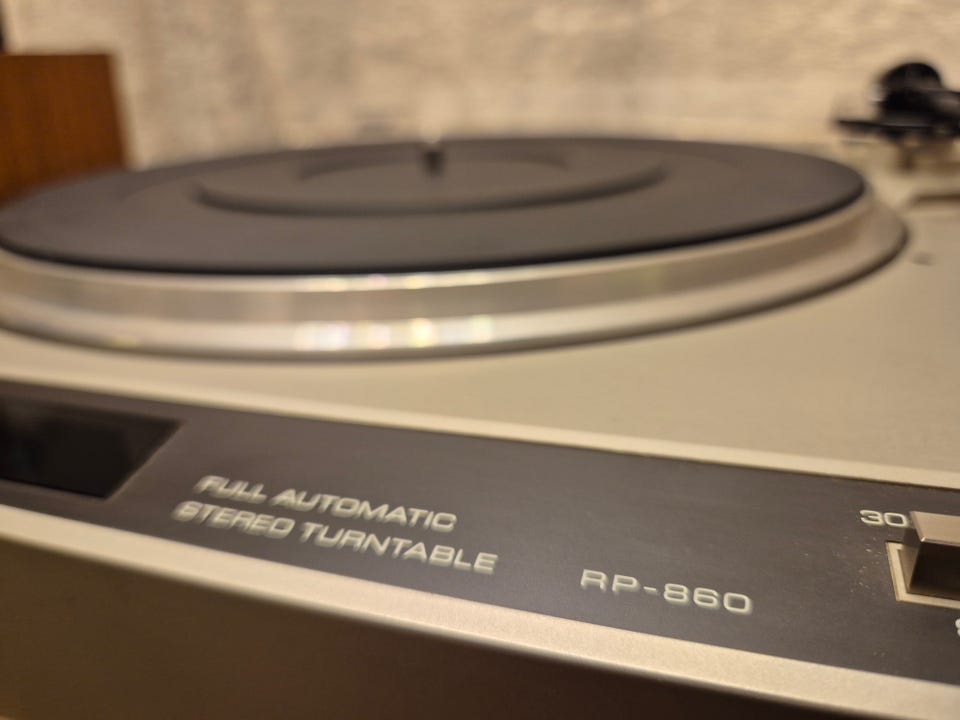 FULL AUTOMATIC
STEREO TURNTABLE
RP-860
30